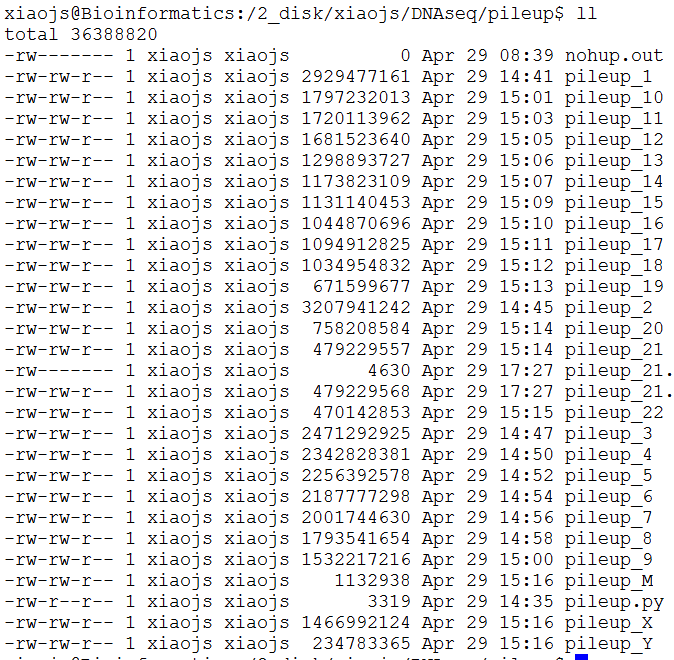 xiaojs@Bioinformatics:/2_disk/xiaojs/DNAseq/pileup$ ll
total 36388820
-rw------- 1 xiaojs xiaojs          0 Apr 29 08:39 nohup.out
-rw-rw-r-- 1 xiaojs xiaojs 2929477161 Apr 29 14:41 pileup_1
-rw-rw-r-- 1 xiaojs xiaojs 1797232013 Apr 29 15:01 pileup_10
-rw-rw-r-- 1 xiaojs xiaojs 1720113962 Apr 29 15:03 pileup_11
-rw-rw-r-- 1 xiaojs xiaojs 1681523640 Apr 29 15:05 pileup_12
-rw-rw-r-- 1 xiaojs xiaojs 1298893727 Apr 29 15:06 pileup_13
-rw-rw-r-- 1 xiaojs xiaojs 1173823109 Apr 29 15:07 pileup_14
-rw-rw-r-- 1 xiaojs xiaojs 1131140453 Apr 29 15:09 pileup_15
-rw-rw-r-- 1 xiaojs xiaojs 1044870696 Apr 29 15:10 pileup_16
-rw-rw-r-- 1 xiaojs xiaojs 1094912825 Apr 29 15:11 pileup_17
-rw-rw-r-- 1 xiaojs xiaojs 1034954832 Apr 29 15:12 pileup_18
-rw-rw-r-- 1 xiaojs xiaojs  671599677 Apr 29 15:13 pileup_19
-rw-rw-r-- 1 xiaojs xiaojs 3207941242 Apr 29 14:45 pileup_2
-rw-rw-r-- 1 xiaojs xiaojs  758208584 Apr 29 15:14 pileup_20
-rw-rw-r-- 1 xiaojs xiaojs  479229557 Apr 29 15:14 pileup_21
-rw------- 1 xiaojs xiaojs       4630 Apr 29 17:27 pileup_21.
-rw-rw-r-- 1 xiaojs xiaojs  479229568 Apr 29 17:27 pileup_21.
-rw-rw-r-- 1 xiaojs xiaojs  470142853 Apr 29 15:15 pileup_22
-rw-rw-r-- 1 xiaojs xiaojs 2471292925 Apr 29 14:47 pileup_3
-rw-rw-r-- 1 xiaojs xiaojs 2342828381 Apr 29 14:50 pileup_4
-rw-rw-r-- 1 xiaojs xiaojs 2256392578 Apr 29 14:52 pileup_5
-rw-rw-r-- 1 xiaojs xiaojs 2187777298 Apr 29 14:54 pileup_6
-rw-rw-r-- 1 xiaojs xiaojs 2001744630 Apr 29 14:56 pileup_7
-rw-rw-r-- 1 xiaojs xiaojs 1793541654 Apr 29 14:58 pileup_8
-rw-rw-r-- 1 xiaojs xiaojs 1532217216 Apr 29 15:00 pileup_9
-rw-rw-r-- 1 xiaojs xiaojs    1132938 Apr 29 15:16 pileup_M
-rw-r--r-- 1 xiaojs xiaojs       3319 Apr 29 14:35 pileup.py
-rw-rw-r-- 1 xiaojs xiaojs 1466992124 Apr 29 15:16 pileup_X
-rw-rw-r-- 1 xiaojs xiaojs  234783365 Apr 29 15:16 pileup_Y